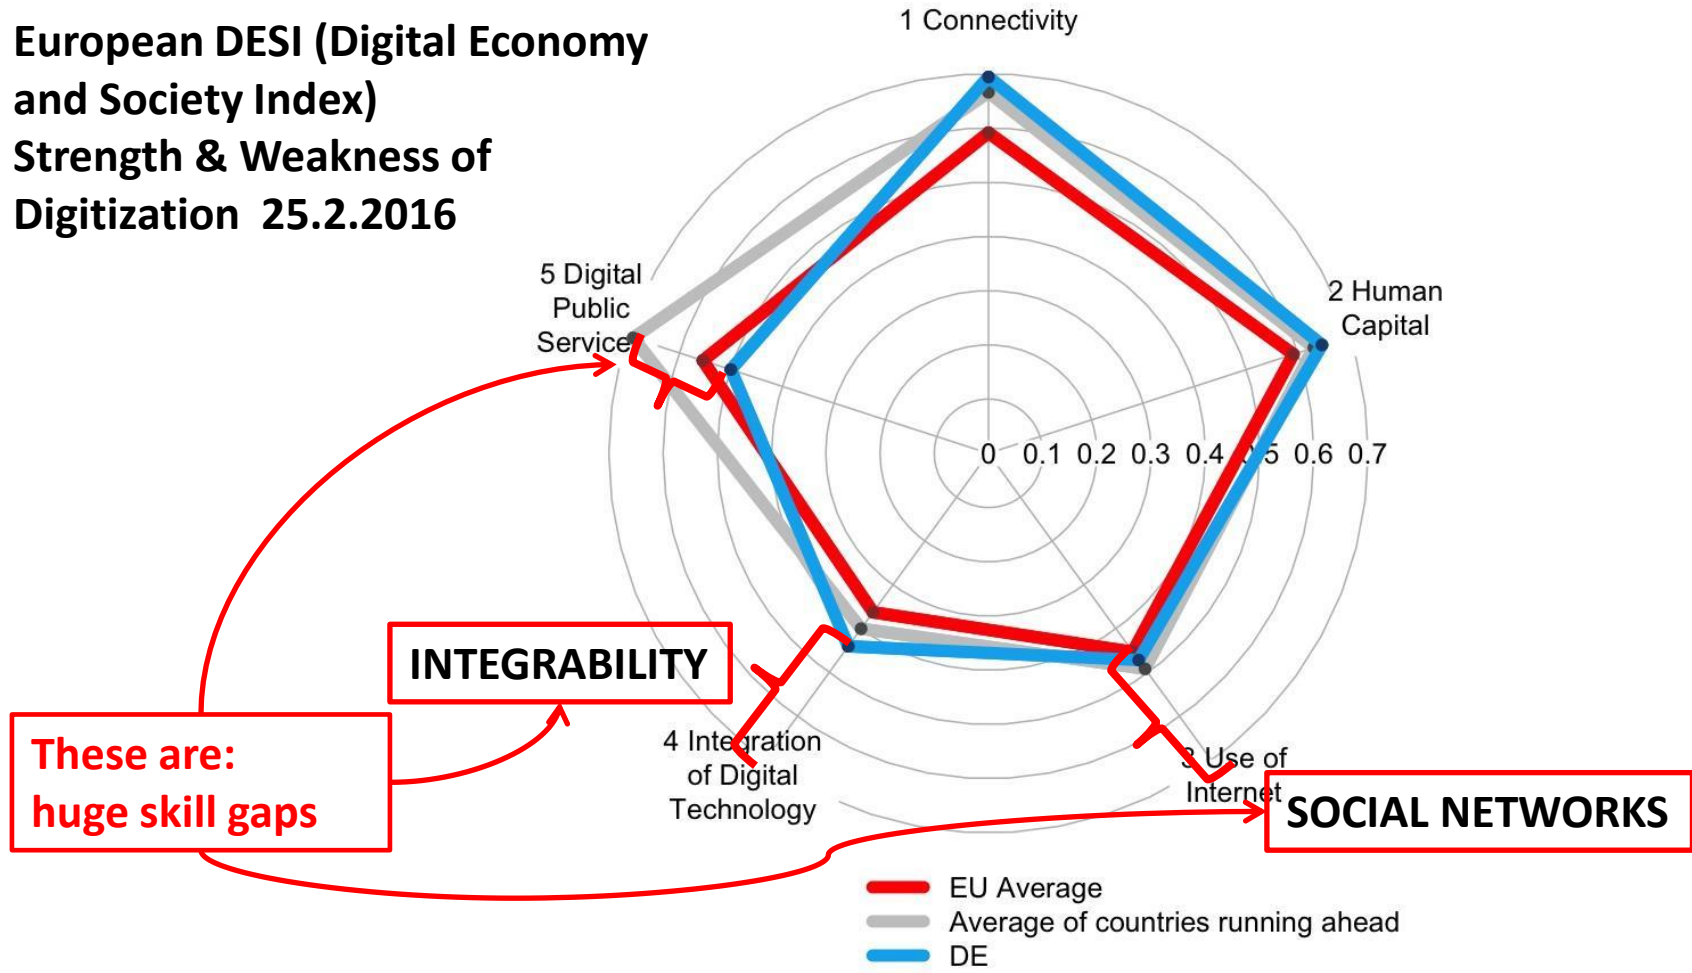 European DESI (Digital Economy
and Society Index)
Strength & Weakness of
Digitization 25.2.2016
1 Connectivity
5 Digital
Public
Service
2 Human
Capital
0 0.1 0.2 0.3 0.4 0.5 0.6 0.7
INTEGRABILITY
These are:
huge skill gaps
4 Integration
of Digital
Technology
3 Use of
Internet
SOCIAL NETWORKS
EU Average
Average of countries running ahead
DE